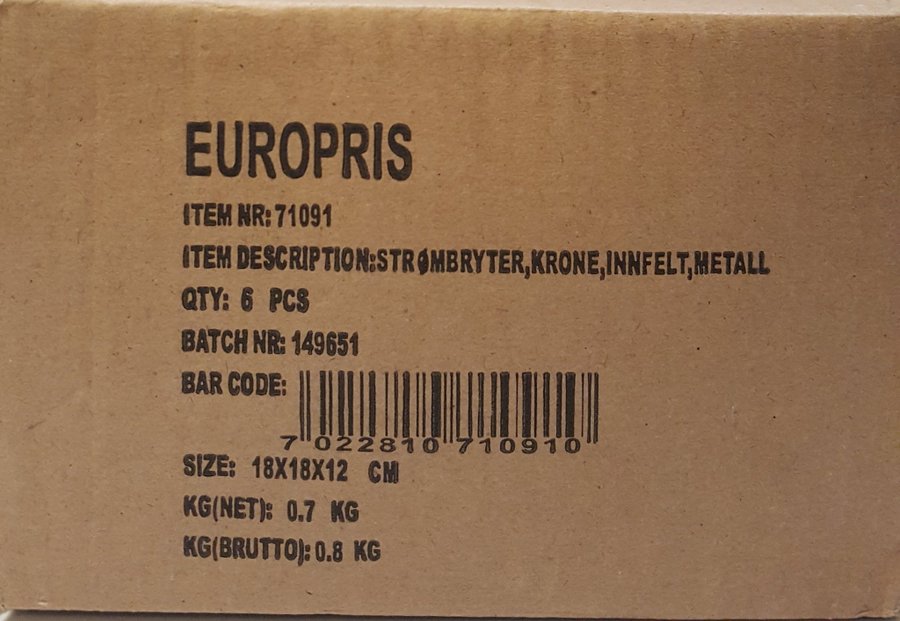 EUROPRIS
ITEM NR: 71091
ITEM DESCRIPTION:STRØMBRYTER,KRONE,INNFELT,METALL
QTY: 6 PCS
BATCH NR: 149651
BAR CODE:
7 022810 710910
SIZE: 18X18X12 CM
KG(NET): 0.7 KG
KG(BRUTTO): 0.8 KG